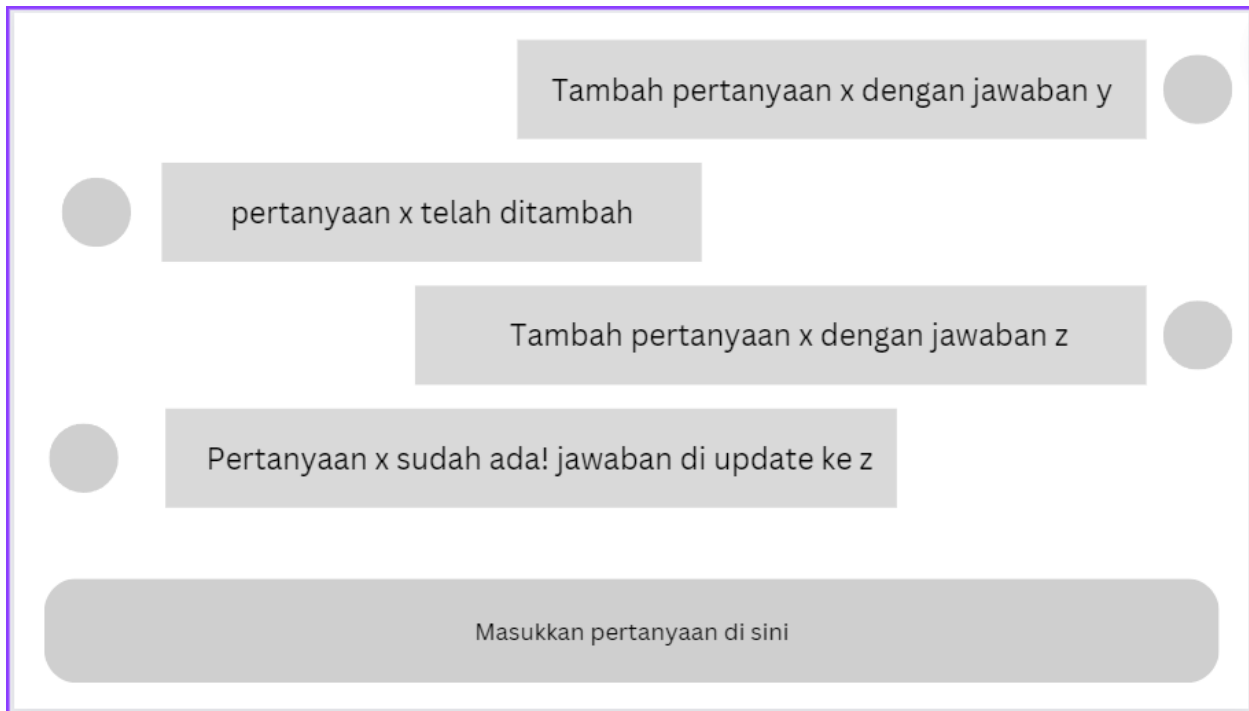 Tambah pertanyaan x dengan jawaban y
pertanyaan x telah ditambah
Tambah pertanyaan x dengan jawaban z
Pertanyaan x sudah ada! jawaban di update ke z
Masukkan pertanyaan di sini